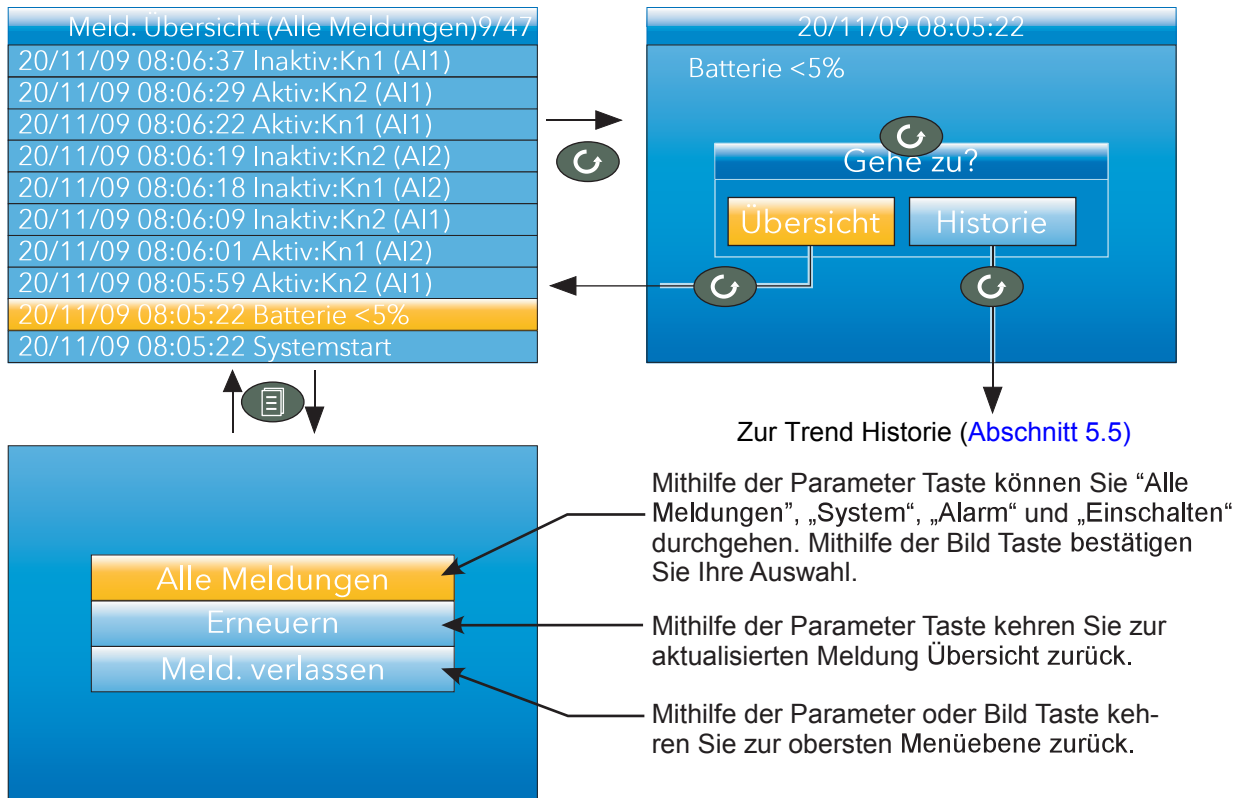 Meld. Übersicht (Alle Meldungen)9/47
20/11/09 08:06:37 Inaktiv:Kn1 (Al1)
20/11/09 08:06:29 Aktiv:Kn2 (Al1)
20/11/09 08:06:22 Aktiv:Kn1 (Al1)
20/11/09 08:06:19 Inaktiv:Kn2 (Al2)
20/11/09 08:06:18 Inaktiv:Kn1 (Al2)
20/11/09 08:06:09 Inaktiv:Kn2 (Al1)
20/11/09 08:06:01 Aktiv:Kn1 (Al2)
20/11/09 08:05:59 Aktiv:Kn2 (Al1)
20/11/09 08:05:22 Batterie <5%
20/11/09 08:05:22 Systemstart
20/11/09 08:05:22
Batterie <5%
Gehe zu?
Übersicht
Historie
Zur Trend Historie (Abschnitt 5.5)
Alle Meldungen
Erneuern
Meld. verlassen
Mithilfe der Parameter Taste können Sie “Alle
Meldungen”, „System“, „Alarm“ und „Einschalten“
durchgehen. Mithilfe der Bild Taste bestätigen
Sie Ihre Auswahl.
Mithilfe der Parameter Taste kehren Sie zur
aktualisierten Meldung Übersicht zurück.
Mithilfe der Parameter oder Bild Taste keh-
ren Sie zur obersten Menüebene zurück.